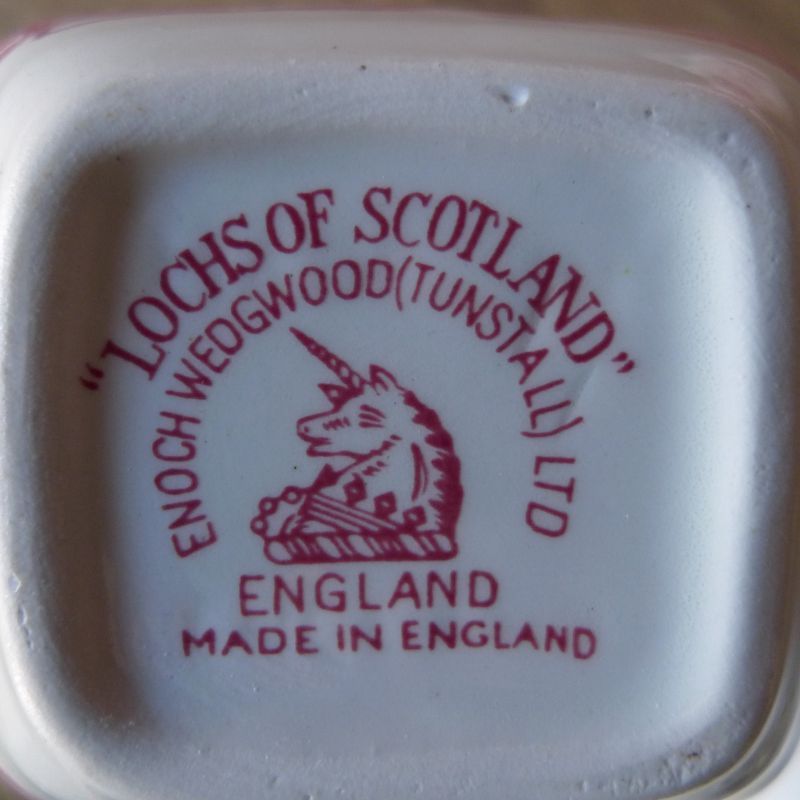 "LOCHS OF SCOTLAND"
ENOCH WEDGWOOD (TUNSTALL) LTD
ENGLAND
MADE IN ENGLAND